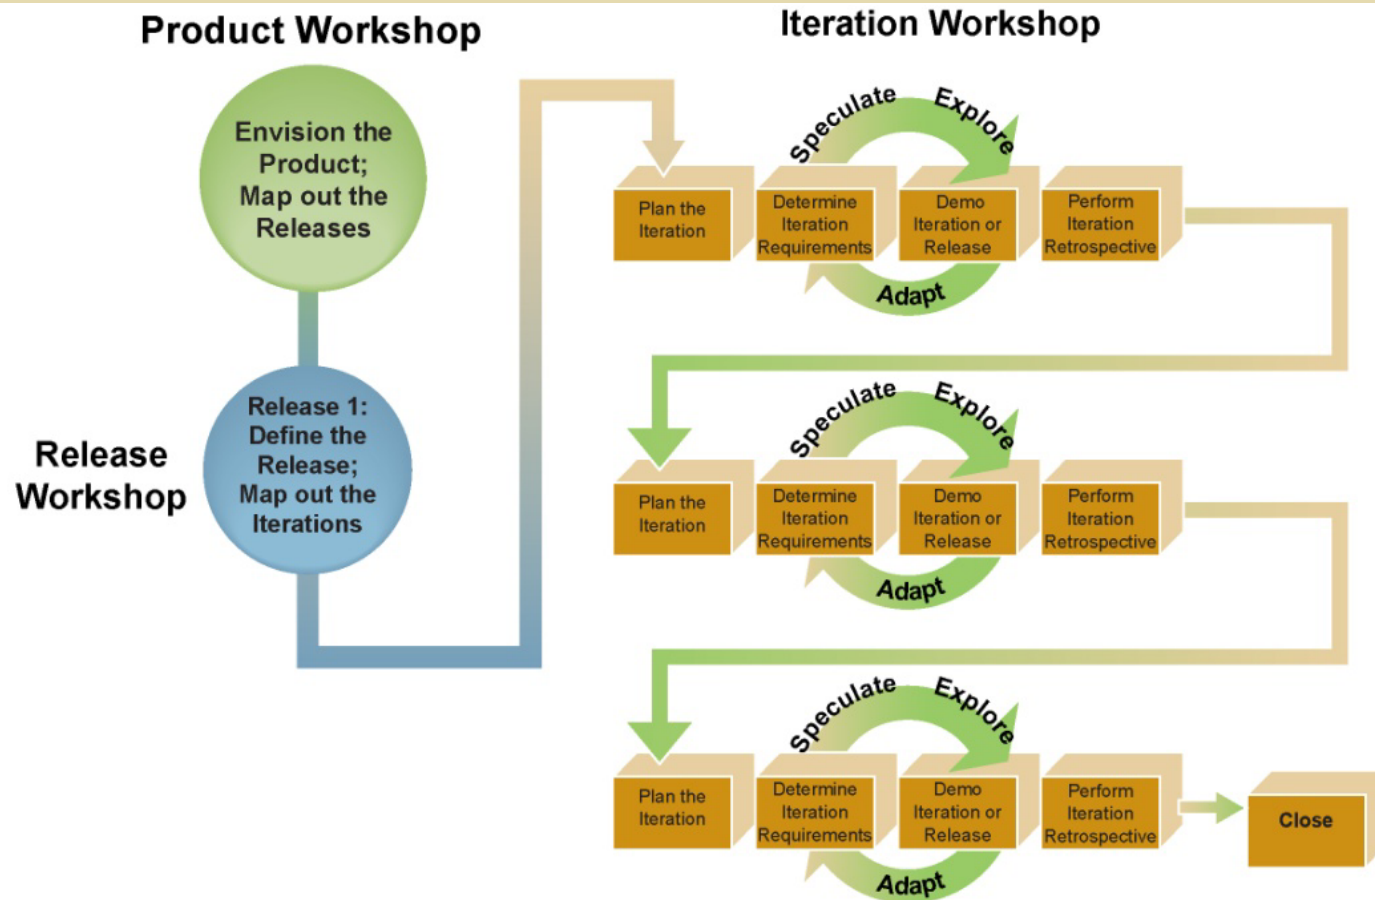 Product Workshop
Envision the
Product;
Map out the
Releases
Release
Workshop
Release 1:
Define the
Release;
Map out the
Iterations
Iteration Workshop
Speculate
Explore
Plan the
Iteration
Determine
Iteration
Requirements
Demo
Iteration or
Release
Perform
Iteration
Retrospective
Adapt
Speculate
Explore
Plan the
Iteration
Determine
Iteration
Requirements
Demo
Iteration or
Release
Perform
Iteration
Retrospective
Adapt
Speculate
Explore
Plan the
Iteration
Determine
Iteration
Requirements
Demo
Iteration or
Release
Perform
Iteration
Retrospective
Adapt
Close